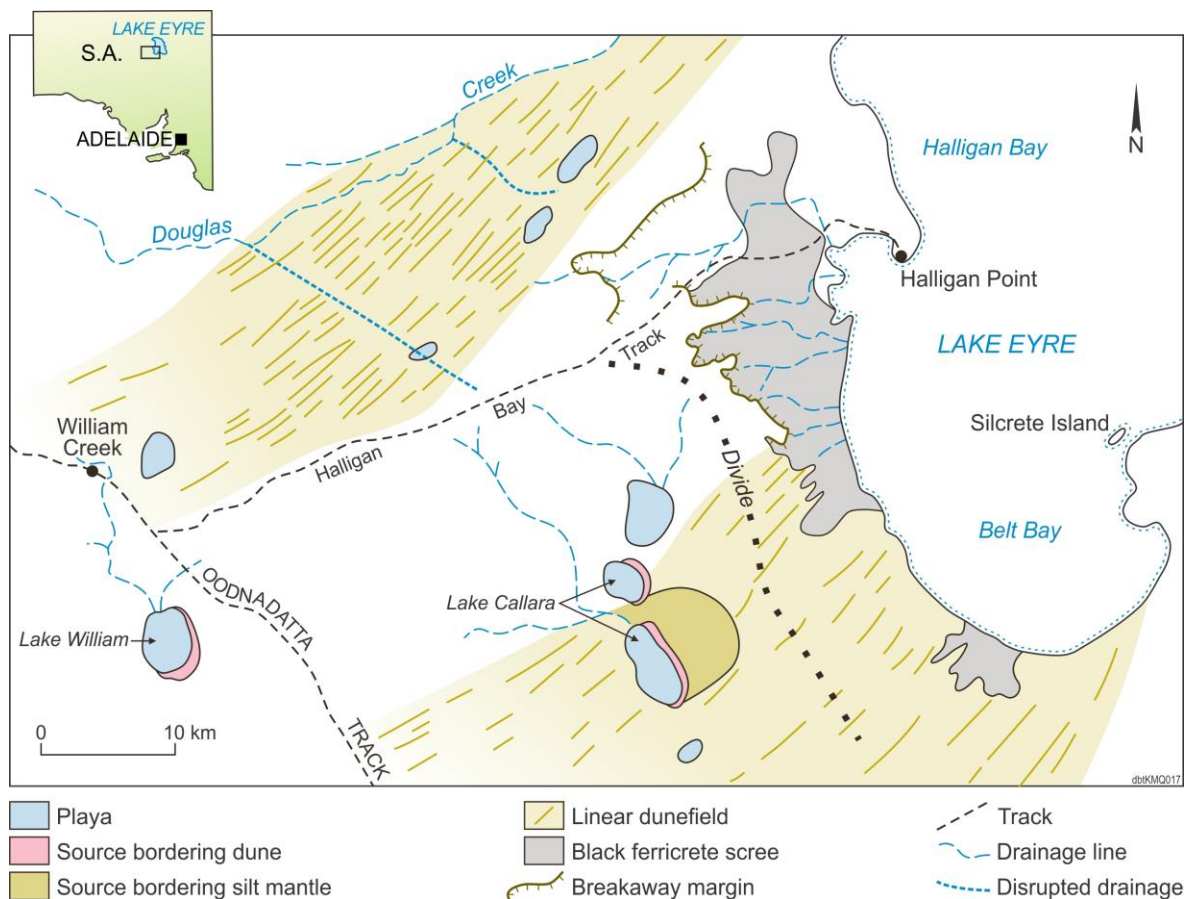 LAKE EYRE
S.A.
ADELAIDE
Creek
Halligan Bay
N
Douglas
Halligan Point
LAKE EYRE
Track
Bay
Halligan
William
Creek
Silcrete Island
Divide
Belt Bay
OODNADATTA
TRACK
Lake Callara
Lake William
0 10 km
dbtKMQ017
Playa
Source bordering dune
Source bordering silt mantle
Linear dunefield
Black ferricrete scree
Breakaway margin
Track
Drainage line
Disrupted drainage